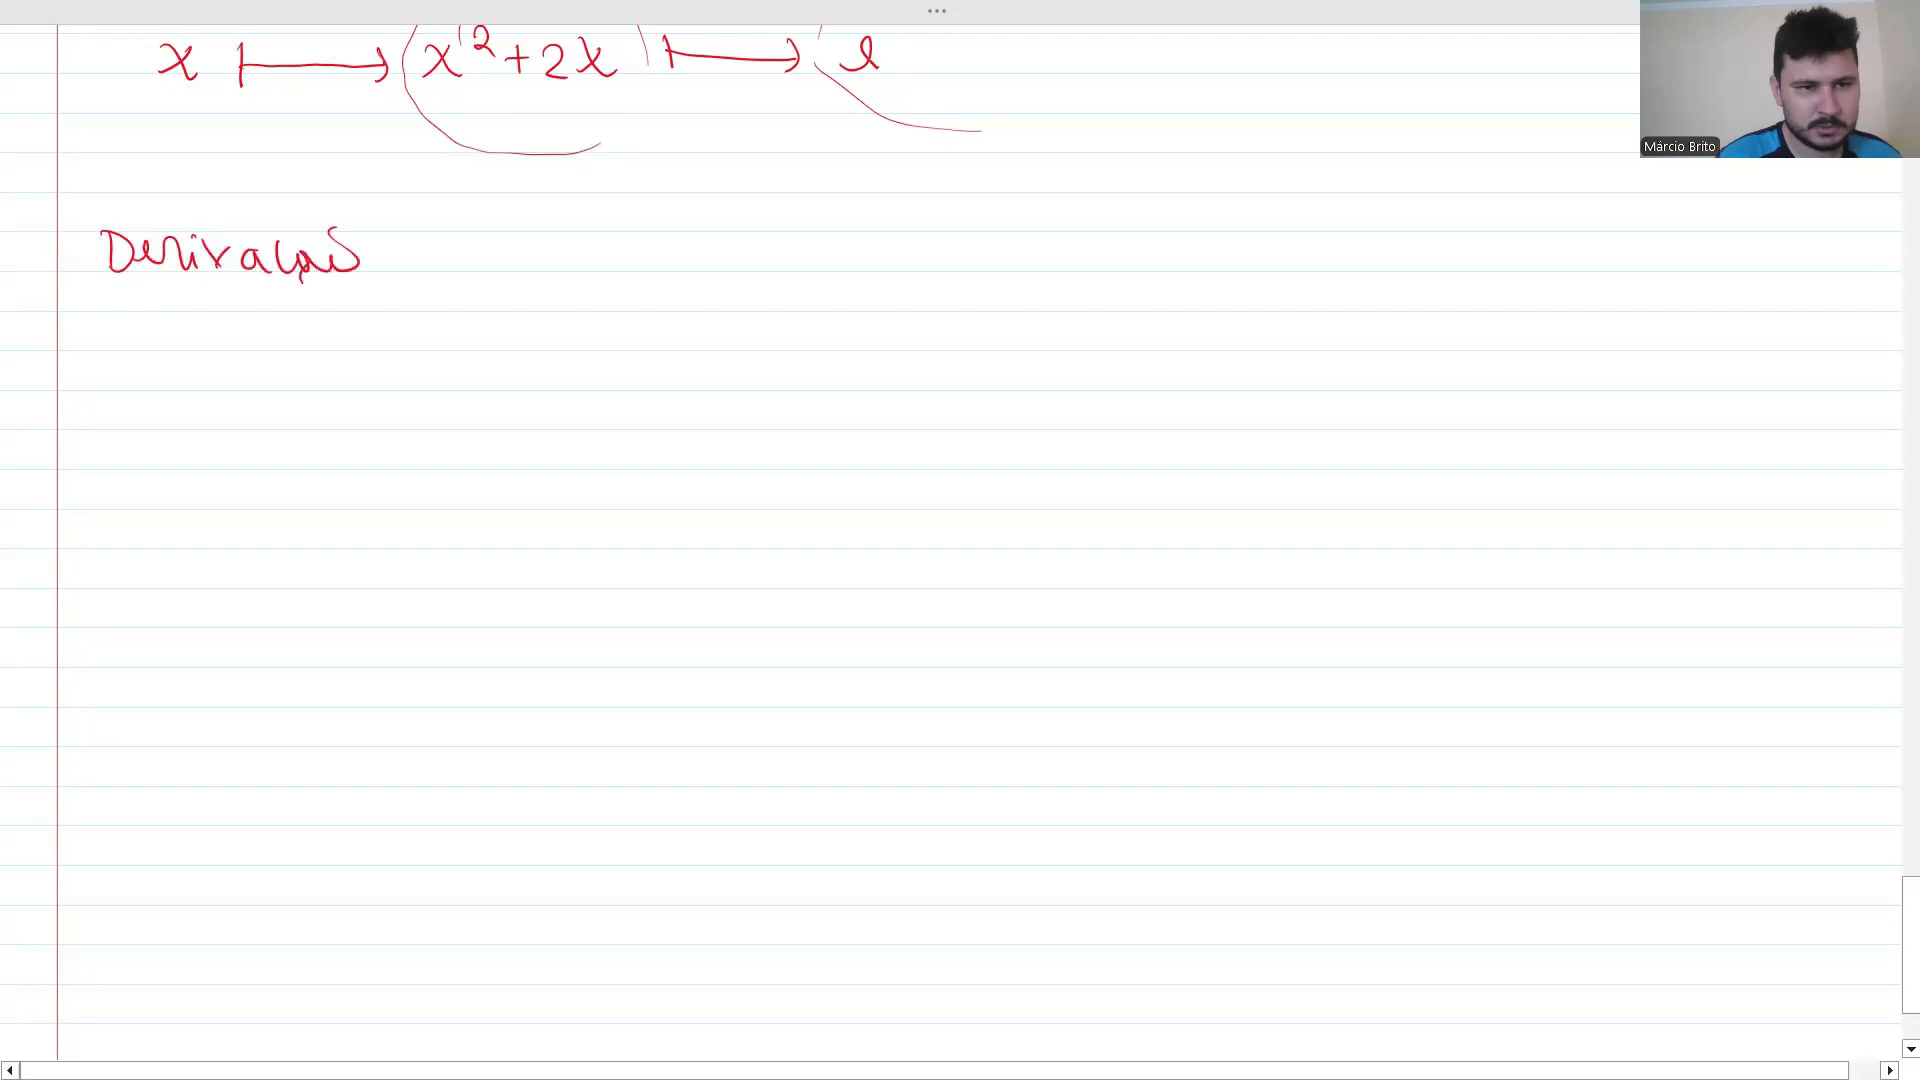 x ↦ x² + 2x ↦ e
Derivação
Márcio Brito